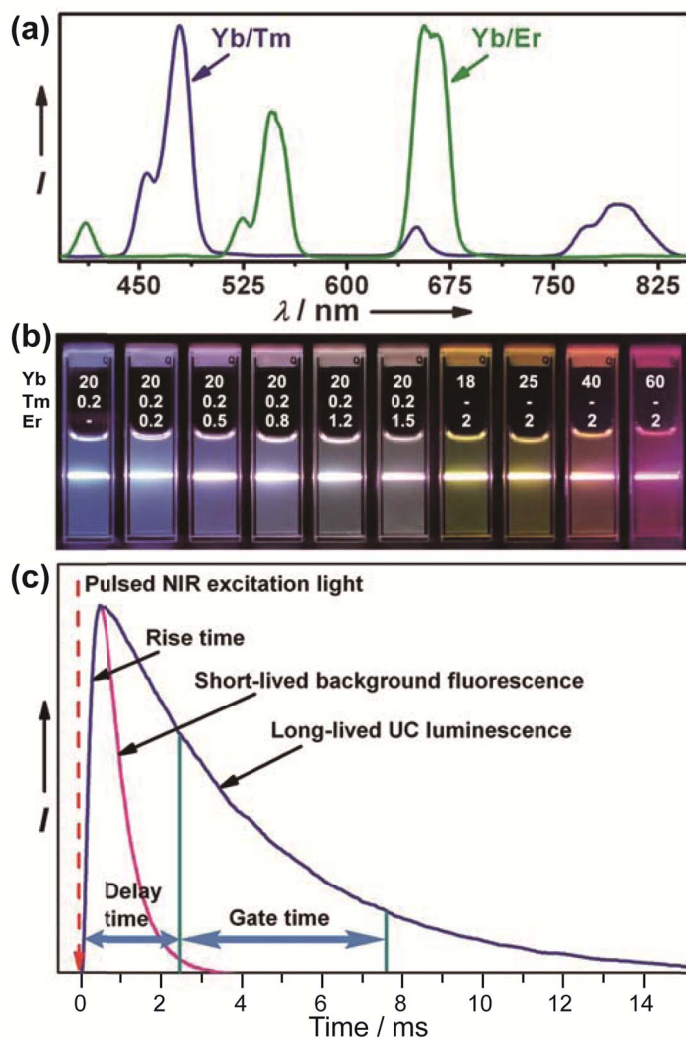 (a)
Yb/Tm
Yb/Er
I
450 525 600 675 750 825
λ / nm
(b)
Yb 20 20 20 20 20 20 18 25 40 60
Tm 0.2 0.2 0.2 0.2 0.2 0.2 - - - -
Er - 0.2 0.5 0.8 1.2 1.5 2 2 2 2
(c)
Pulsed NIR excitation light
Rise time
Short-lived background fluorescence
Long-lived UC luminescence
I
Delay
time
Gate time
0 2 4 6 8 10 12 14
Time / ms